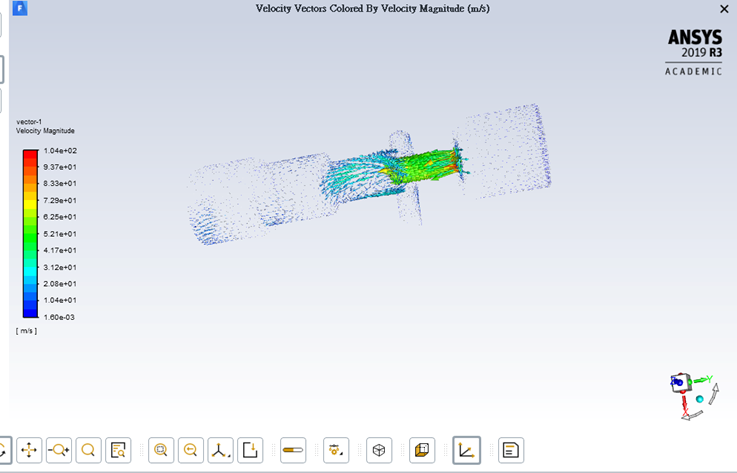 F
Velocity Vectors Colored By Velocity Magnitude (m/s)
ANSYS
2019 R3
ACADEMIC
vector-1
Velocity Magnitude
1.04e+02
9.37e+01
8.33e+01
7.29e+01
6.25e+01
5.21e+01
4.17e+01
3.12e+01
2.08e+01
1.04e+01
1.60e-03
[ m/s ]
Y